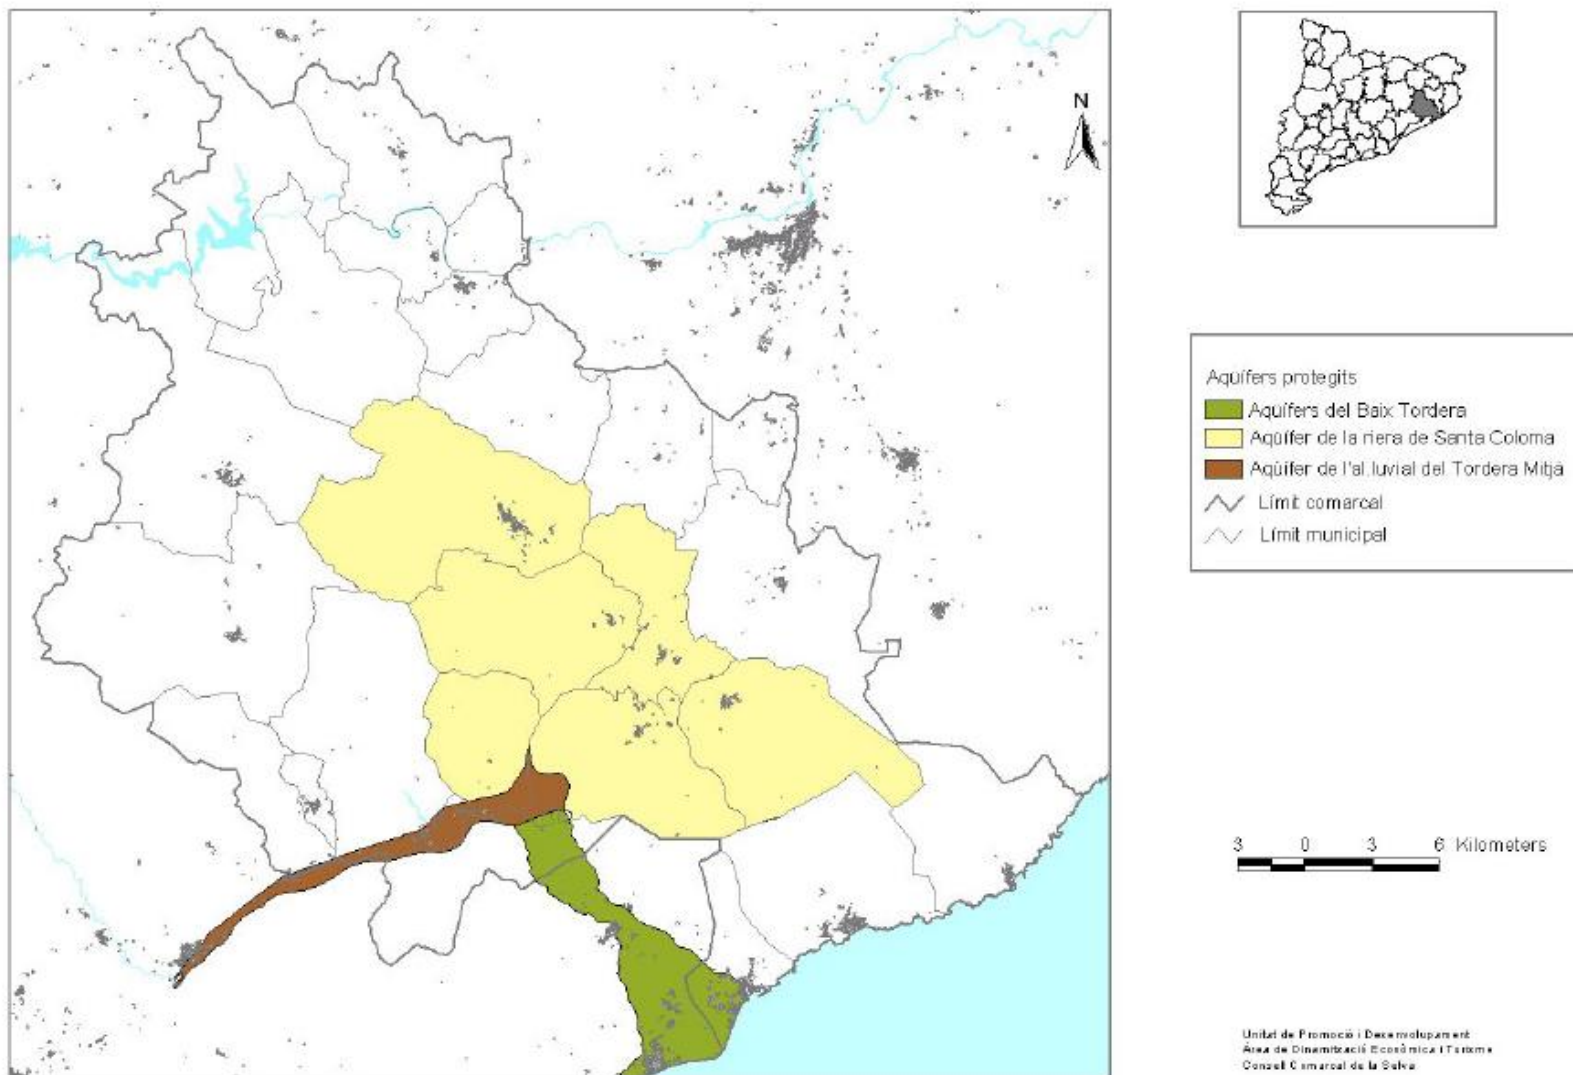 N
Aqüífers protegits
Aqüífers del Baix Tordera
Aqüífer de la riera de Santa Coloma
Aqüífer de l'al.luvial del Tordera Mitjà
Límit comarcal
Límit municipal
3 0 3 6 Kilometers
Unitat de Promoció i Desenvolupament
Àrea de Dinamització Econòmica i Turisme
Consell Comarcal de la Selva